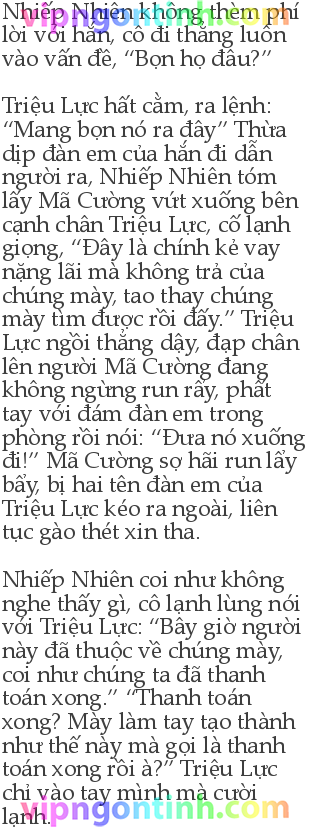 Nhiếp Nhiên không thèm phí
lời với hắn, cô đi thẳng luôn
vào vấn đề, “Bọn họ đâu?”
Triệu Lực hất cằm, ra lệnh:
“Mang bọn nó ra đây” Thừa
dịp đàn em của hắn đi dẫn
người ra, Nhiếp Nhiên tóm
lấy Mã Cường vứt xuống bên
cạnh chân Triệu Lực, cố lạnh
giọng, “Đây là chính kẻ vay
nặng lãi mà không trả của
chúng mày, tao thay chúng
mày tìm được rồi đấy.” Triệu
Lực ngồi thẳng dậy, đạp chân
lên người Mã Cường đang
không ngừng run rẩy, phất
tay với đám đàn em trong
phòng rồi nói: “Đưa nó xuống
đi!” Mã Cường sợ hãi run lẩy
bẩy, bị hai tên đàn em của
Triệu Lực kéo ra ngoài, liên
tục gào thét xin tha.
Nhiếp Nhiên coi như không
nghe thấy gì, cô lạnh lùng nói
với Triệu Lực: “Bây giờ người
này đã thuộc về chúng mày,
coi như chúng ta đã thanh
toán xong.” “Thanh toán
xong? Mày làm tay tạo thành
như thế này mà gọi là thanh
toán xong rồi à?” Triệu Lực
chỉ vào tay mình mà cười
lạnh.
vipngontinh.com
vipngontinh.com